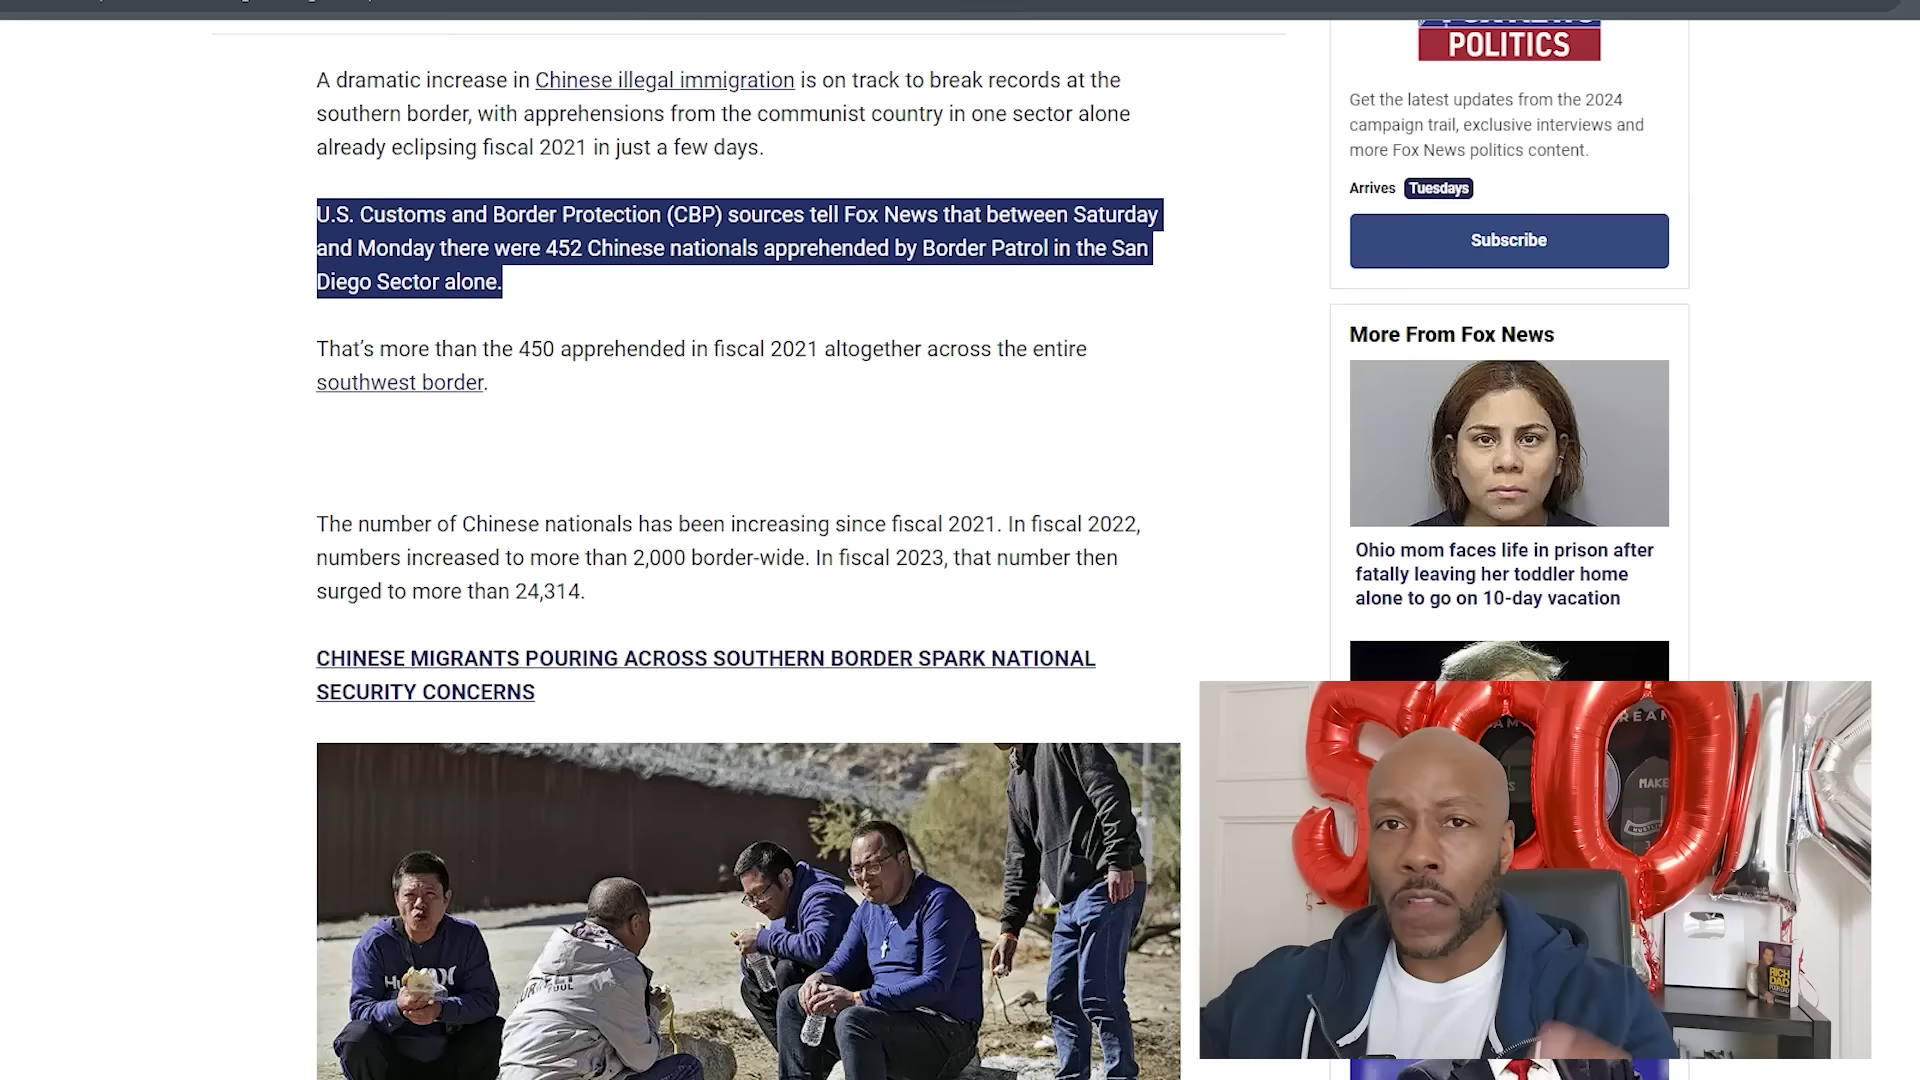 POLITICS
A dramatic increase in Chinese illegal immigration is on track to break records at the
southern border, with apprehensions from the communist country in one sector alone
already eclipsing fiscal 2021 in just a few days.
U.S. Customs and Border Protection (CBP) sources tell Fox News that between Saturday
and Monday there were 452 Chinese nationals apprehended by Border Patrol in the San
Diego Sector alone.
That’s more than the 450 apprehended in fiscal 2021 altogether across the entire
southwest border.
The number of Chinese nationals has been increasing since fiscal 2021. In fiscal 2022,
numbers increased to more than 2,000 border-wide. In fiscal 2023, that number then
surged to more than 24,314.
CHINESE MIGRANTS POURING ACROSS SOUTHERN BORDER SPARK NATIONAL
SECURITY CONCERNS
Get the latest updates from the 2024
campaign trail, exclusive interviews and
more Fox News politics content.
Arrives Tuesdays
Subscribe
More From Fox News
Ohio mom faces life in prison after
fatally leaving her toddler home
alone to go on 10-day vacation
500K
MAKE
RICH
DAD